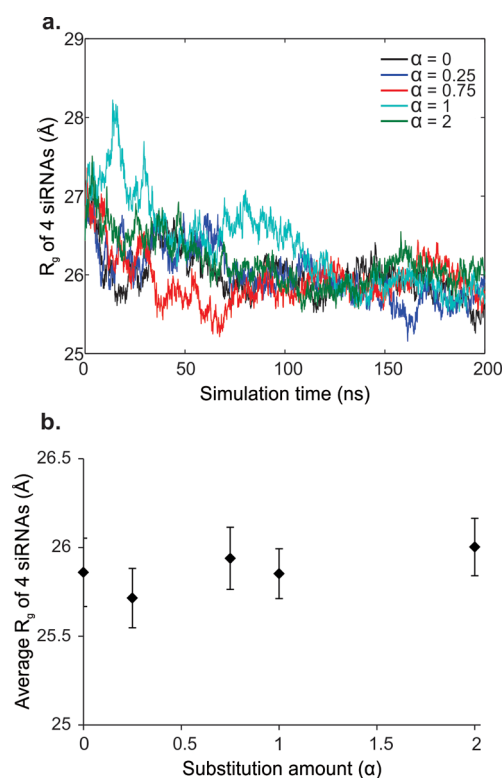 a.
29
28
27
26
25
Rg of 4 siRNAs (Å)
α = 0
α = 0.25
α = 0.75
α = 1
α = 2
0 50 100 150 200
Simulation time (ns)
b.
26.5
26
25.5
25
Average Rg of 4 siRNAs (Å)
0 0.5 1 1.5 2
Substitution amount (α)